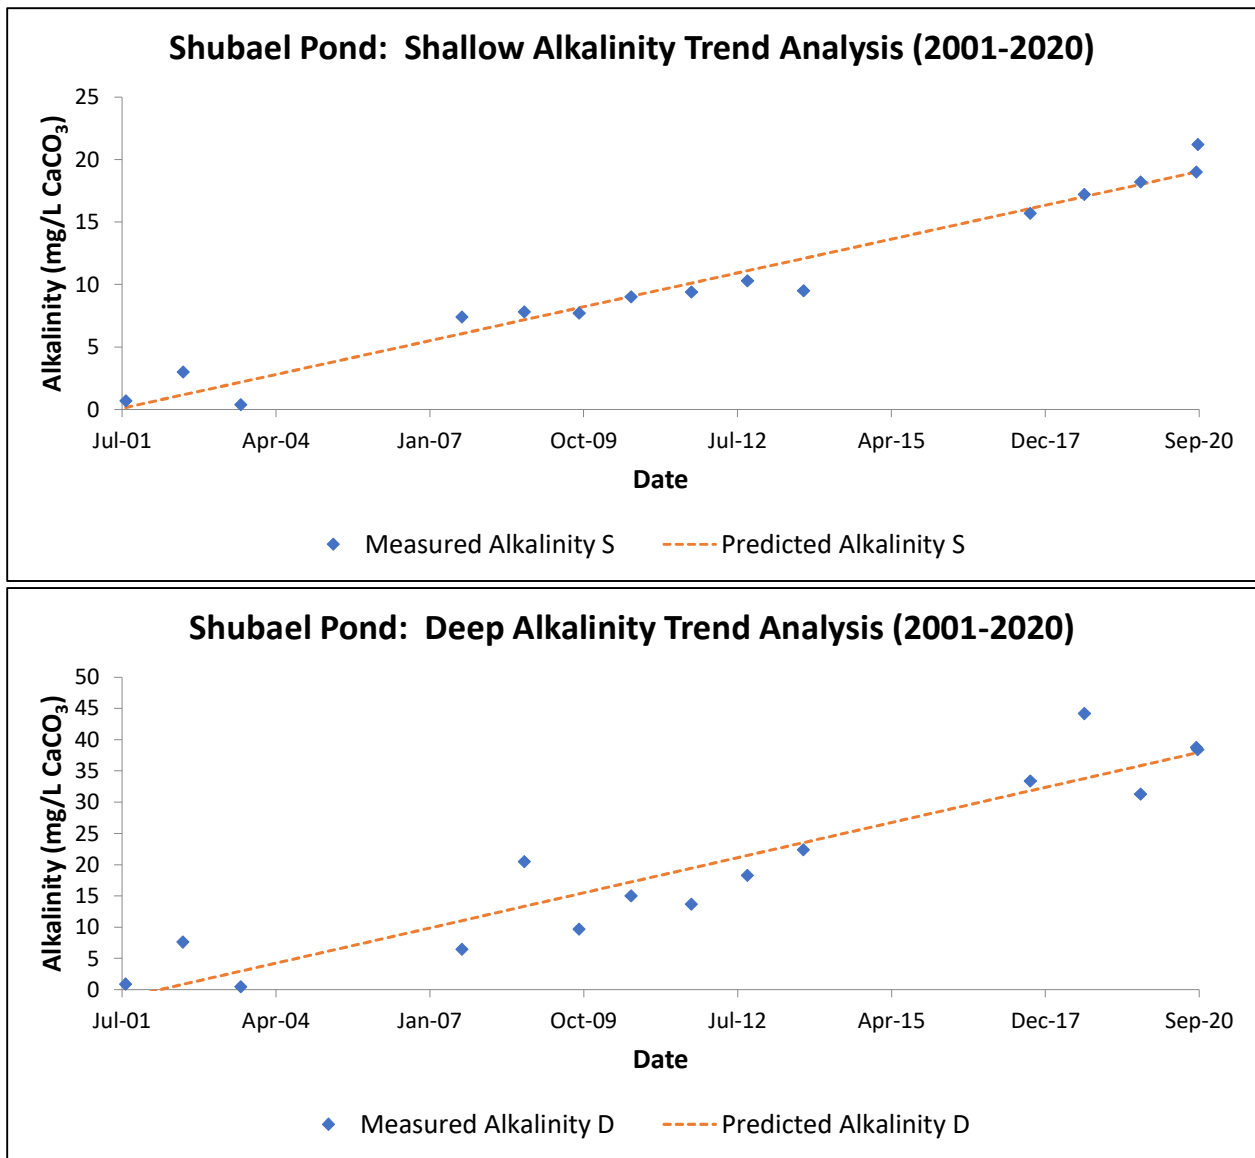 Shubael Pond:  Shallow Alkalinity Trend Analysis (2001-2020)
Alkalinity (mg/L CaCO₃)
25
20
15
10
5
0
Jul-01 Apr-04 Jan-07 Oct-09 Jul-12 Apr-15 Dec-17 Sep-20
Date
Measured Alkalinity S Predicted Alkalinity S
Shubael Pond:  Deep Alkalinity Trend Analysis (2001-2020)
Alkalinity (mg/L CaCO₃)
50
45
40
35
30
25
20
15
10
5
0
Jul-01 Apr-04 Jan-07 Oct-09 Jul-12 Apr-15 Dec-17 Sep-20
Date
Measured Alkalinity D Predicted Alkalinity D